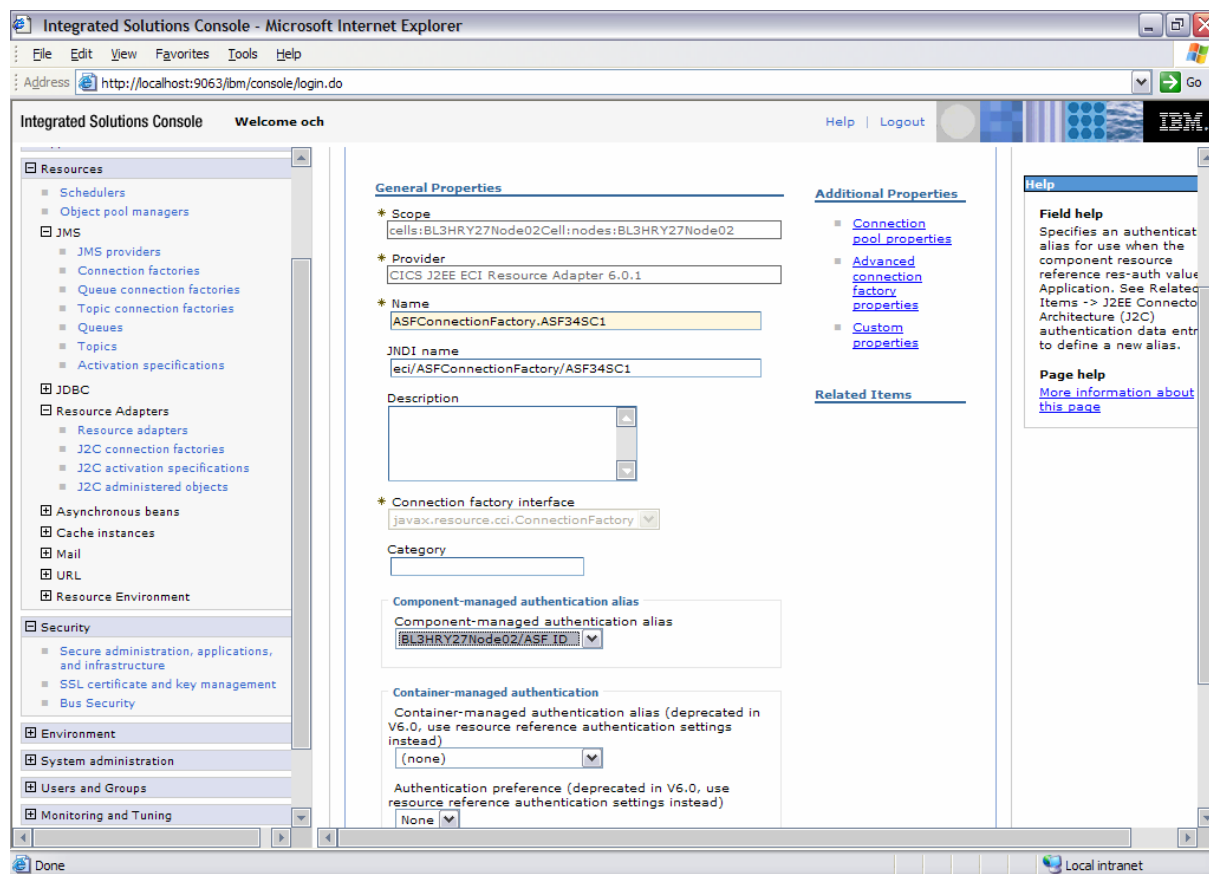 Integrated Solutions Console - Microsoft Internet Explorer
File Edit View Favorites Tools Help
Address http://localhost:9063/ibm/console/login.do Go
Integrated Solutions Console Welcome och Help | Logout IBM.
Resources
Schedulers
Object pool managers
JMS
JMS providers
Connection factories
Queue connection factories
Topic connection factories
Queues
Topics
Activation specifications
JDBC
Resource Adapters
Resource adapters
J2C connection factories
J2C activation specifications
J2C administered objects
Asynchronous beans
Cache instances
Mail
URL
Resource Environment
Security
Secure administration, applications,
and infrastructure
SSL certificate and key management
Bus Security
Environment
System administration
Users and Groups
Monitoring and Tuning
General Properties
* Scope
cells:BL3HRY27Node02Cell:nodes:BL3HRY27Node02
* Provider
CICS J2EE ECI Resource Adapter 6.0.1
* Name
ASFConnectionFactory.ASF34SC1
JNDI name
eci/ASFConnectionFactory/ASF34SC1
Description
* Connection factory interface
javax.resource.cci.ConnectionFactory
Category
Component-managed authentication alias
Component-managed authentication alias
BL3HRY27Node02/ASF ID
Container-managed authentication
Container-managed authentication alias (deprecated in
V6.0, use resource reference authentication settings
instead)
(none)
Authentication preference (deprecated in V6.0, use
resource reference authentication settings instead)
None
Additional Properties
Connection
pool properties
Advanced
connection
factory
properties
Custom
properties
Related Items
Help
Field help
Specifies an authenticat
alias for use when the
component resource
reference res-auth value
Application. See Related
Items -> J2EE Connecto
Architecture (J2C)
authentication data entr
to define a new alias.
Page help
More information about
this page
Done Local intranet